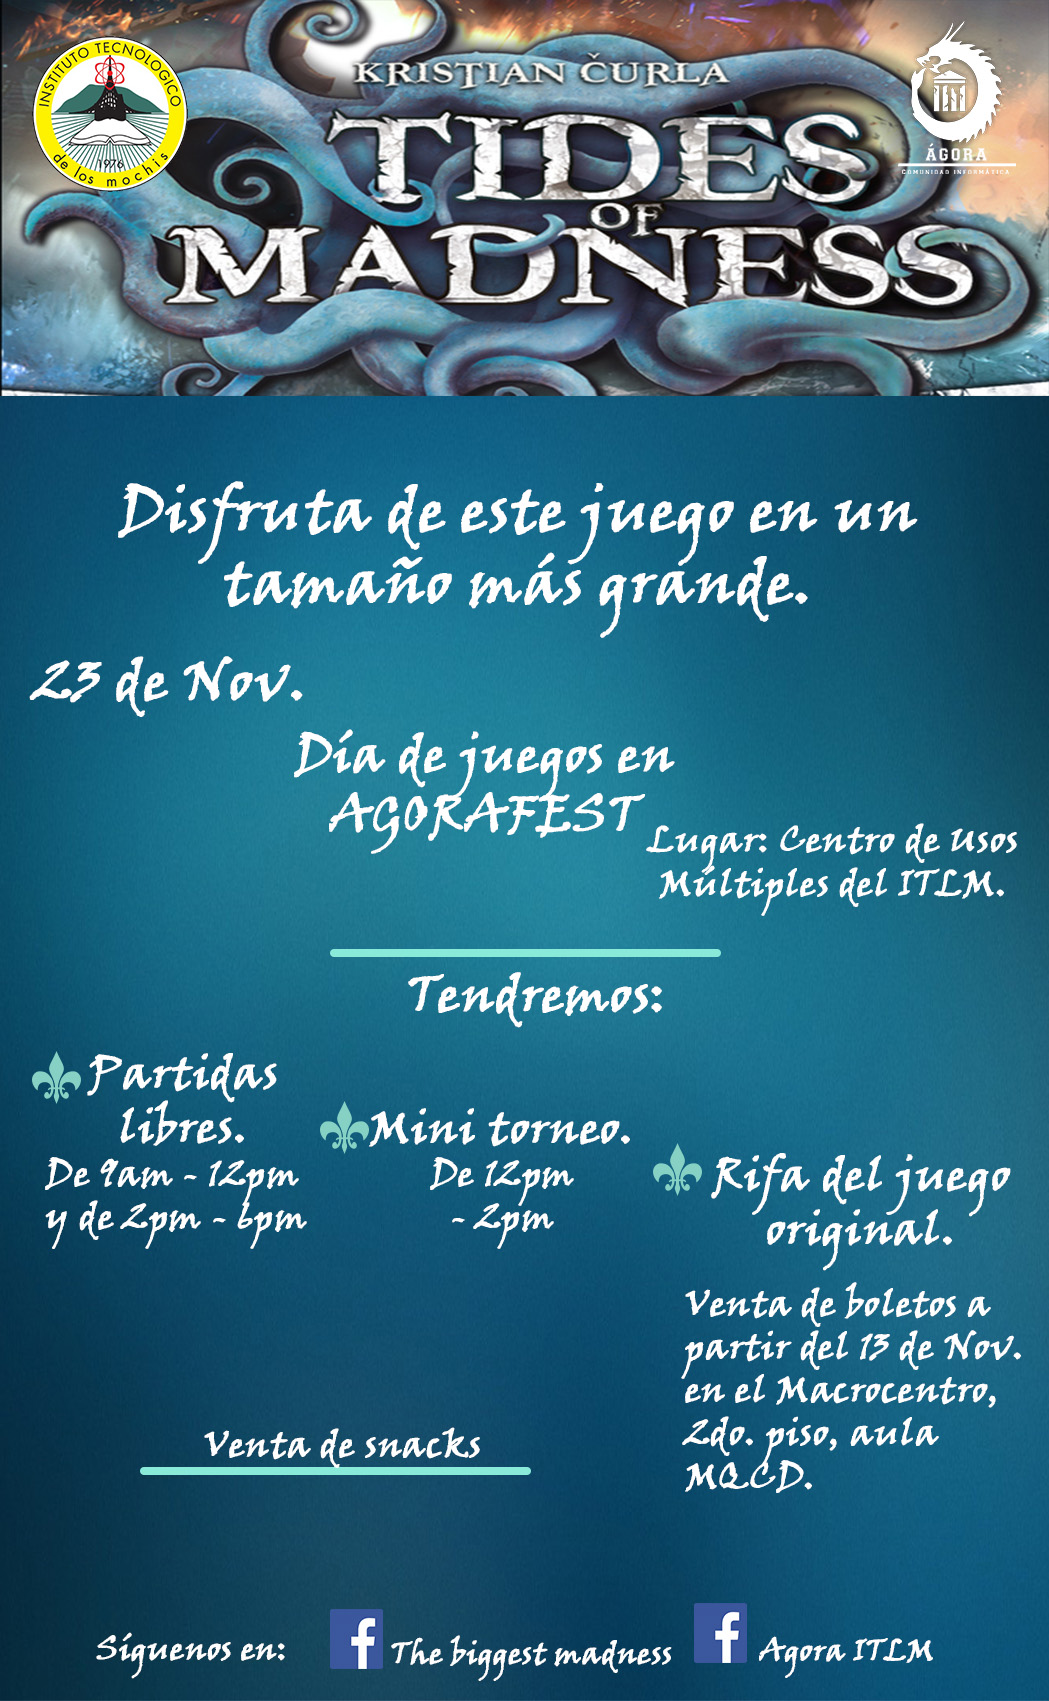 INSTITUTO TECNOLOGICO
de los mochis
1976
KRISTIAN ČURLA
TIDES
OF
MADNESS
ÁGORA
COMUNIDAD INFORMÁTICA
Disfruta de este juego en un
tamaño más grande.
23 de Nov.
Día de juegos en
AGORAFEST
Lugar: Centro de Usos
Múltiples del ITLM.
Tendremos:
Partidas
libres.
De 9am - 12pm
y de 2pm - 6pm
Mini torneo.
De 12pm
- 2pm
Rifa del juego
original.
Venta de boletos a
partir del 13 de Nov.
en el Macrocentro,
2do. piso, aula
MQCD.
Venta de snacks
Síguenos en:
f The biggest madness
f Agora ITLM